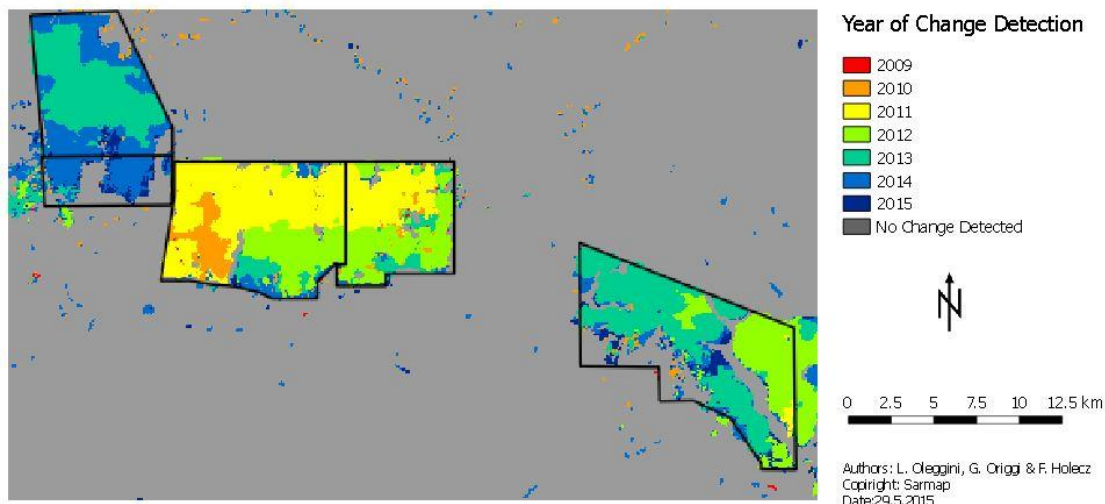 Year of Change Detection
2009
2010
2011
2012
2013
2014
2015
No Change Detected
N
0 2.5 5 7.5 10 12.5 km
Authors: L. Oleggini, G. Origgi & F. Holecz
Copiright: Sarmap
Date:29.5.2015